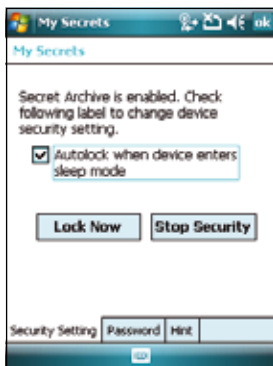 My Secrets
ok
My Secrets
Secret Archive is enabled. Check
following label to change device
security setting.
Autolock when device enters
sleep mode
Lock Now
Stop Security
Security Setting
Password
Hint